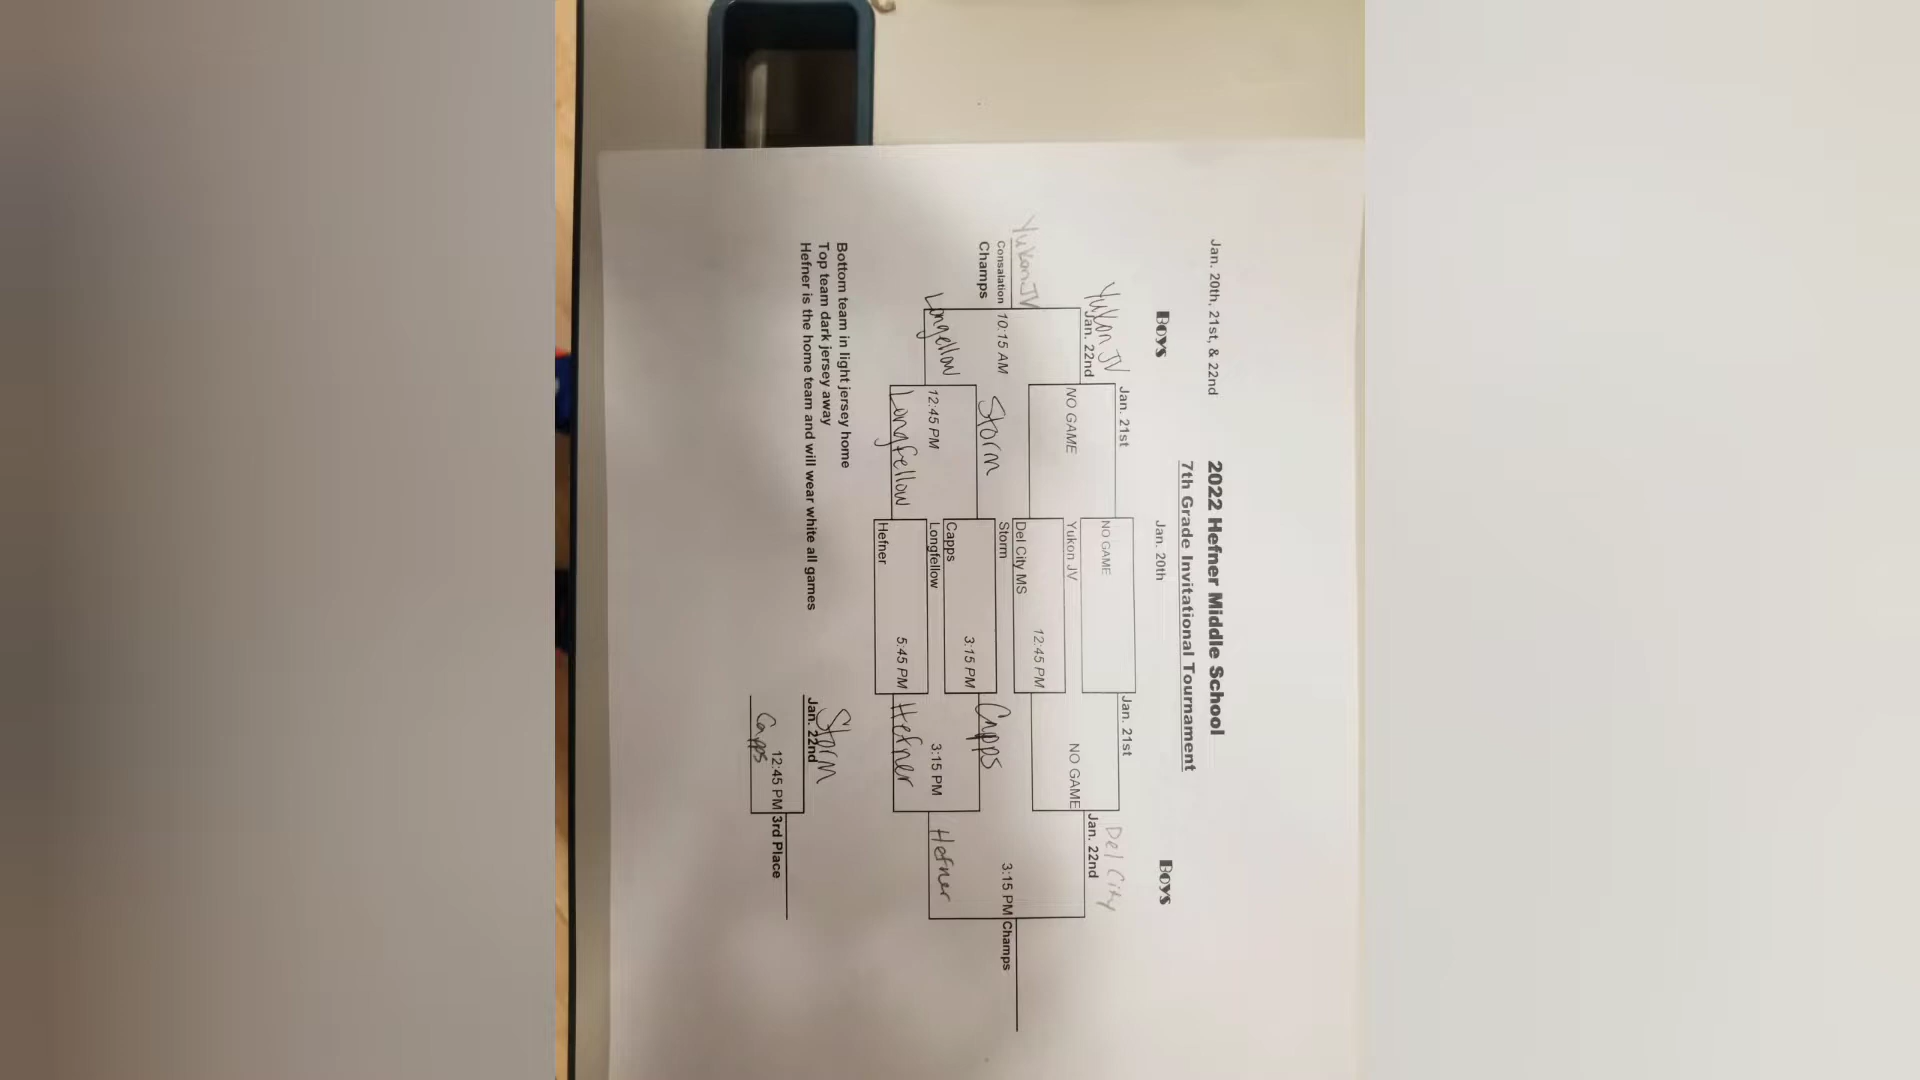 Jan. 20th, 21st, & 22nd
2022 Hefner Middle School
7th Grade Invitational Tournament
Boys
Jan. 20th
Boys
Jan. 21st
Jan. 21st
Yukon JV
Jan. 22nd
NO GAME
NO GAME
NO GAME
Del City
Jan. 22nd
Yukon JV
12:45 PM
Del City MS
Yukon JV
Consalation
Champs
10:15 AM
Storm
Storm
3:15 PM
Capps
Capps
3:15 PM
Champs
Longellow
12:45 PM
Longfellow
Longfellow
5:45 PM
Hefner
3:15 PM
Hefner
Hefner
Bottom team in light jersey home
Top team dark jersey away
Hefner is the home team and will wear white all games
Storm
Jan. 22nd
12:45 PM
3rd Place
Capps